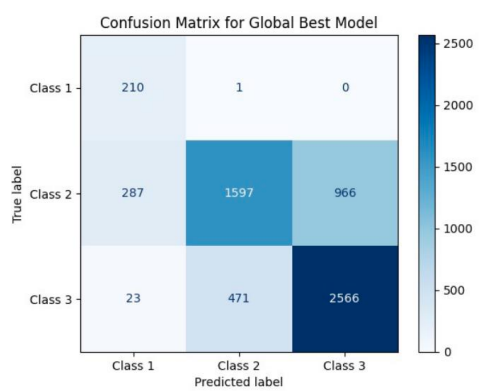 Confusion Matrix for Global Best Model
Class 1
210
1
0
Class 2
287
1597
966
Class 3
23
471
2566
Class 1
Class 2
Class 3
Predicted label
True label
2500
2000
1500
1000
500
0